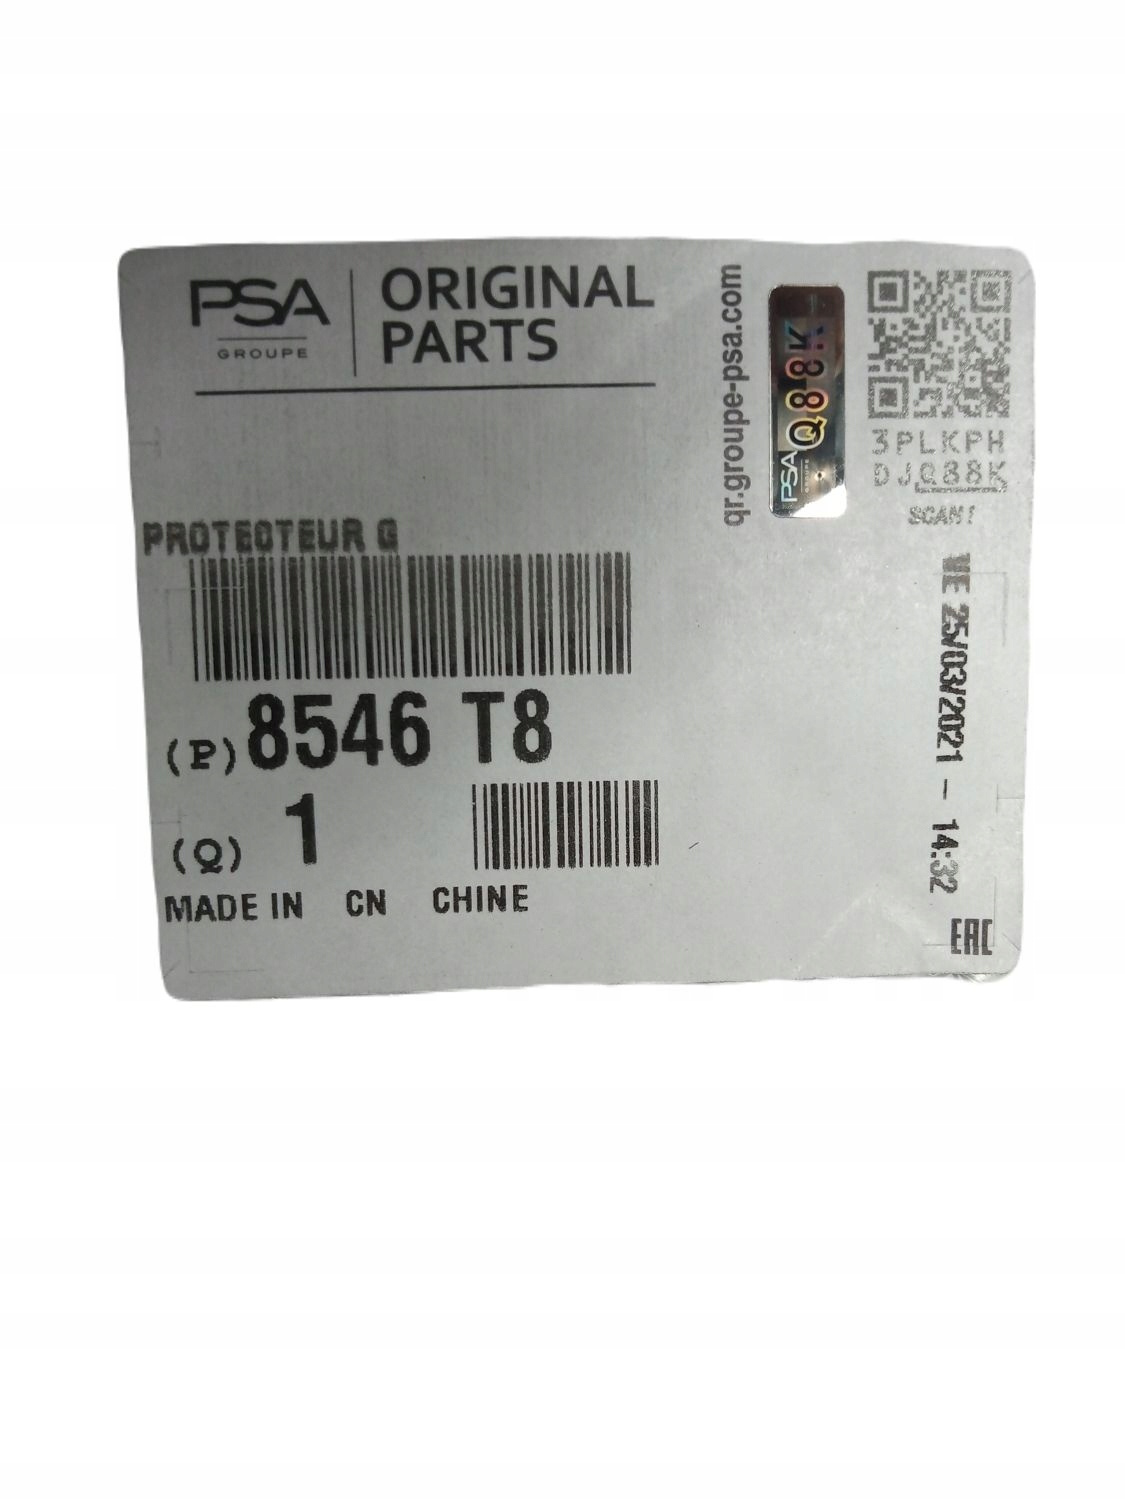 PSA
GROUPE
ORIGINAL
PARTS
qr.groupe-psa.com
PSA
GROUPE
Q88K
3PLKPH
DJQ88K
SCAN!
PROTECTEUR G
(P) 8546 T8
(Q) 1
MADE IN CN CHINE
VE 25/03/2021 - 14:32
EAC